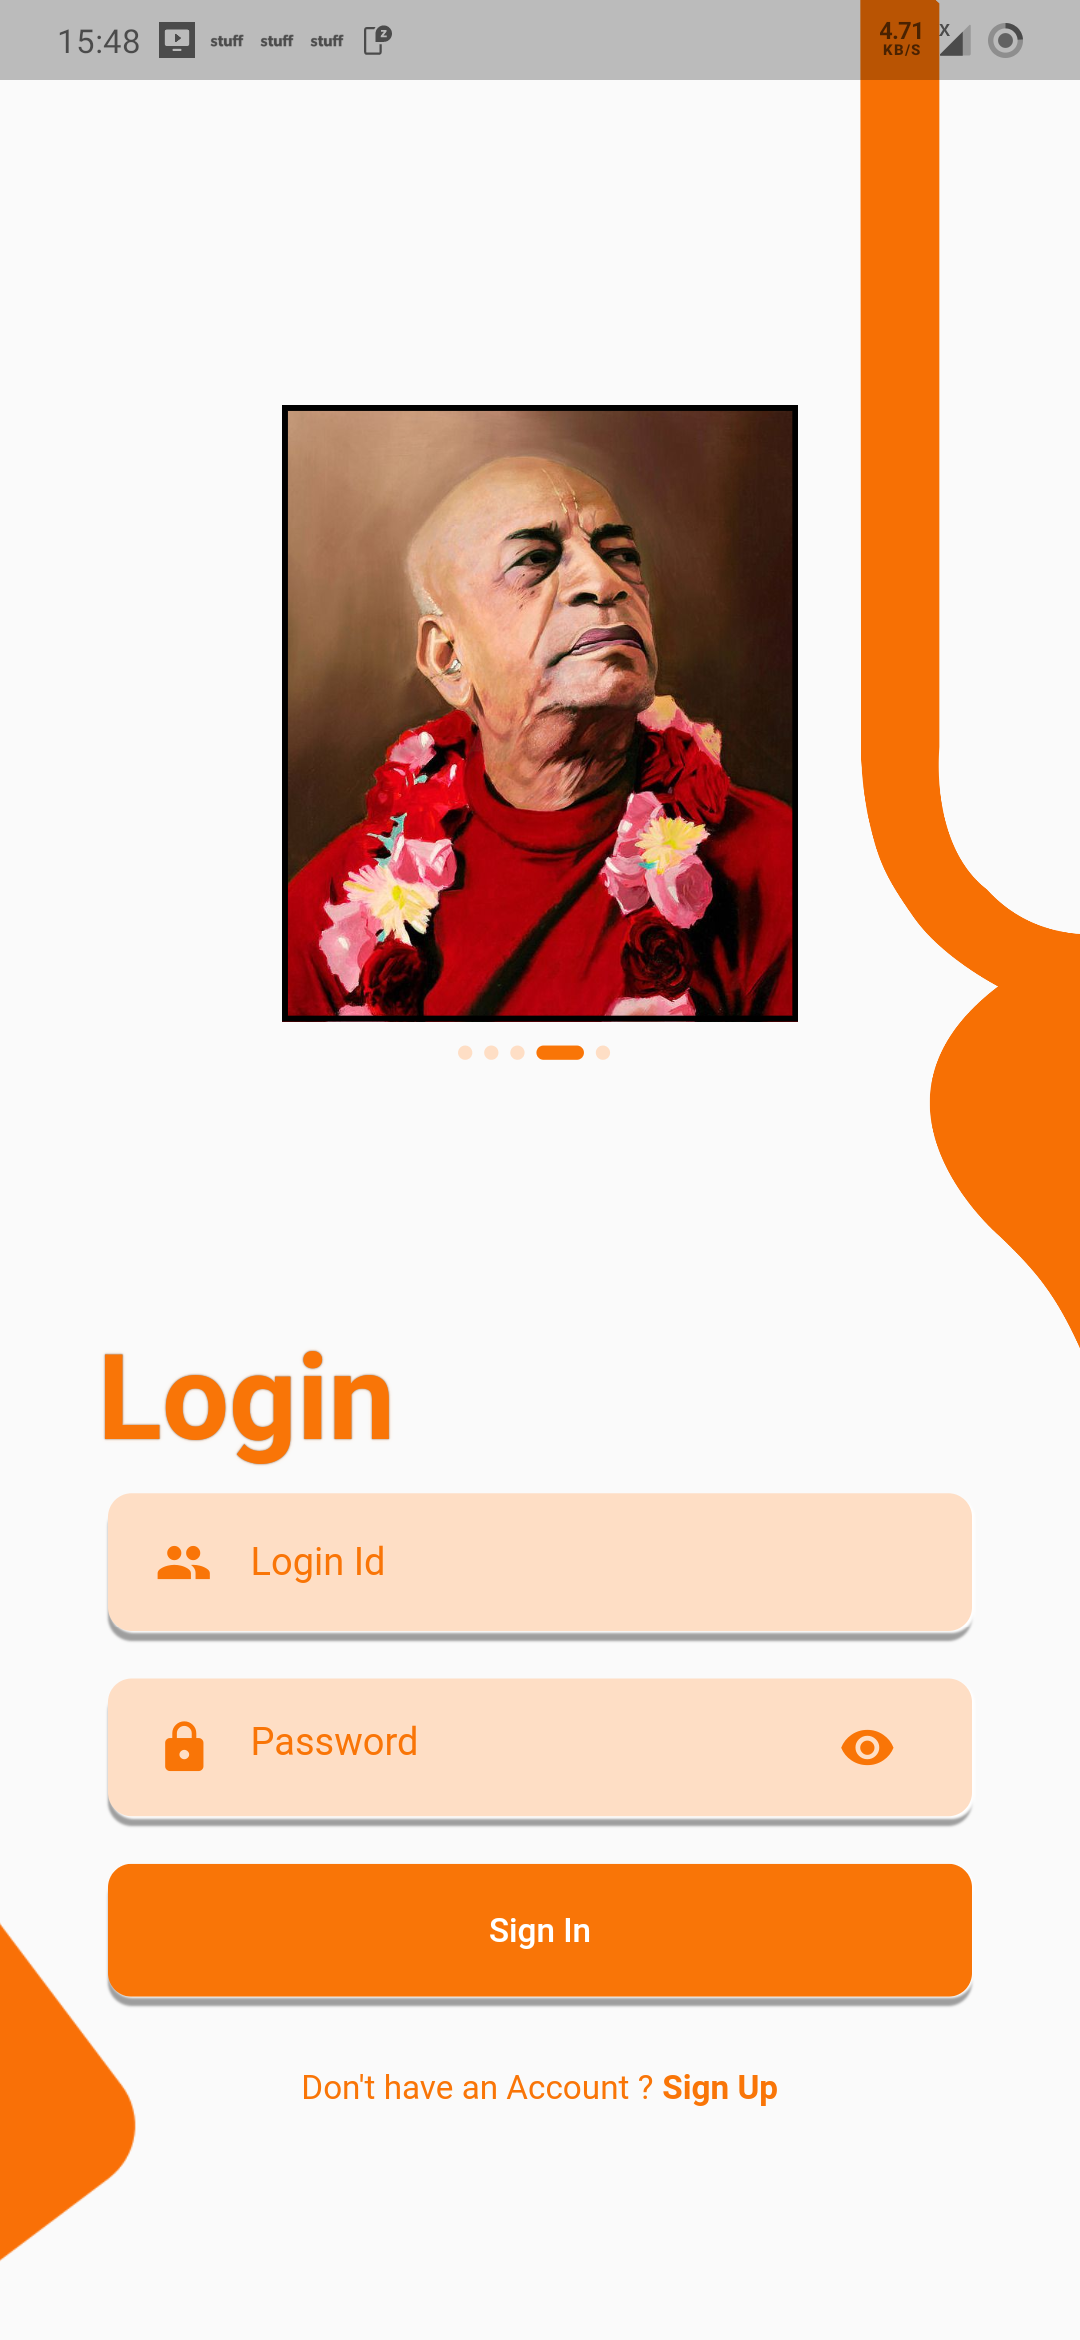 15:48 stuff stuff stuff z 4.71 X
KB/S
Login
Login Id
Password
Sign In
Don't have an Account ? Sign Up